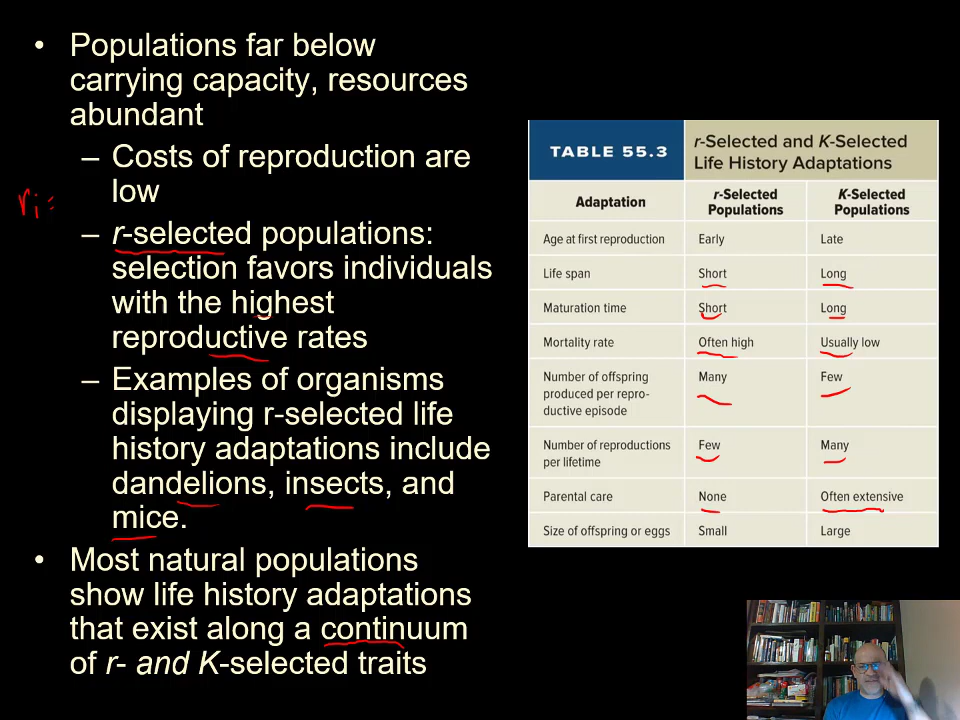 • Populations far below
carrying capacity, resources
abundant
– Costs of reproduction are
low
ri=
– r-selected populations:
selection favors individuals
with the highest
reproductive rates
– Examples of organisms
displaying r-selected life
history adaptations include
dandelions, insects, and
mice.
• Most natural populations
show life history adaptations
that exist along a continuum
of r- and K-selected traits
TABLE 55.3 r-Selected and K-Selected
Life History Adaptations
Adaptation r-Selected Populations K-Selected Populations
Age at first reproduction Early Late
Life span Short Long
Maturation time Short Long
Mortality rate Often high Usually low
Number of offspring Many Few
produced per repro-
ductive episode
Number of reproductions Few Many
per lifetime
Parental care None Often extensive
Size of offspring or eggs Small Large